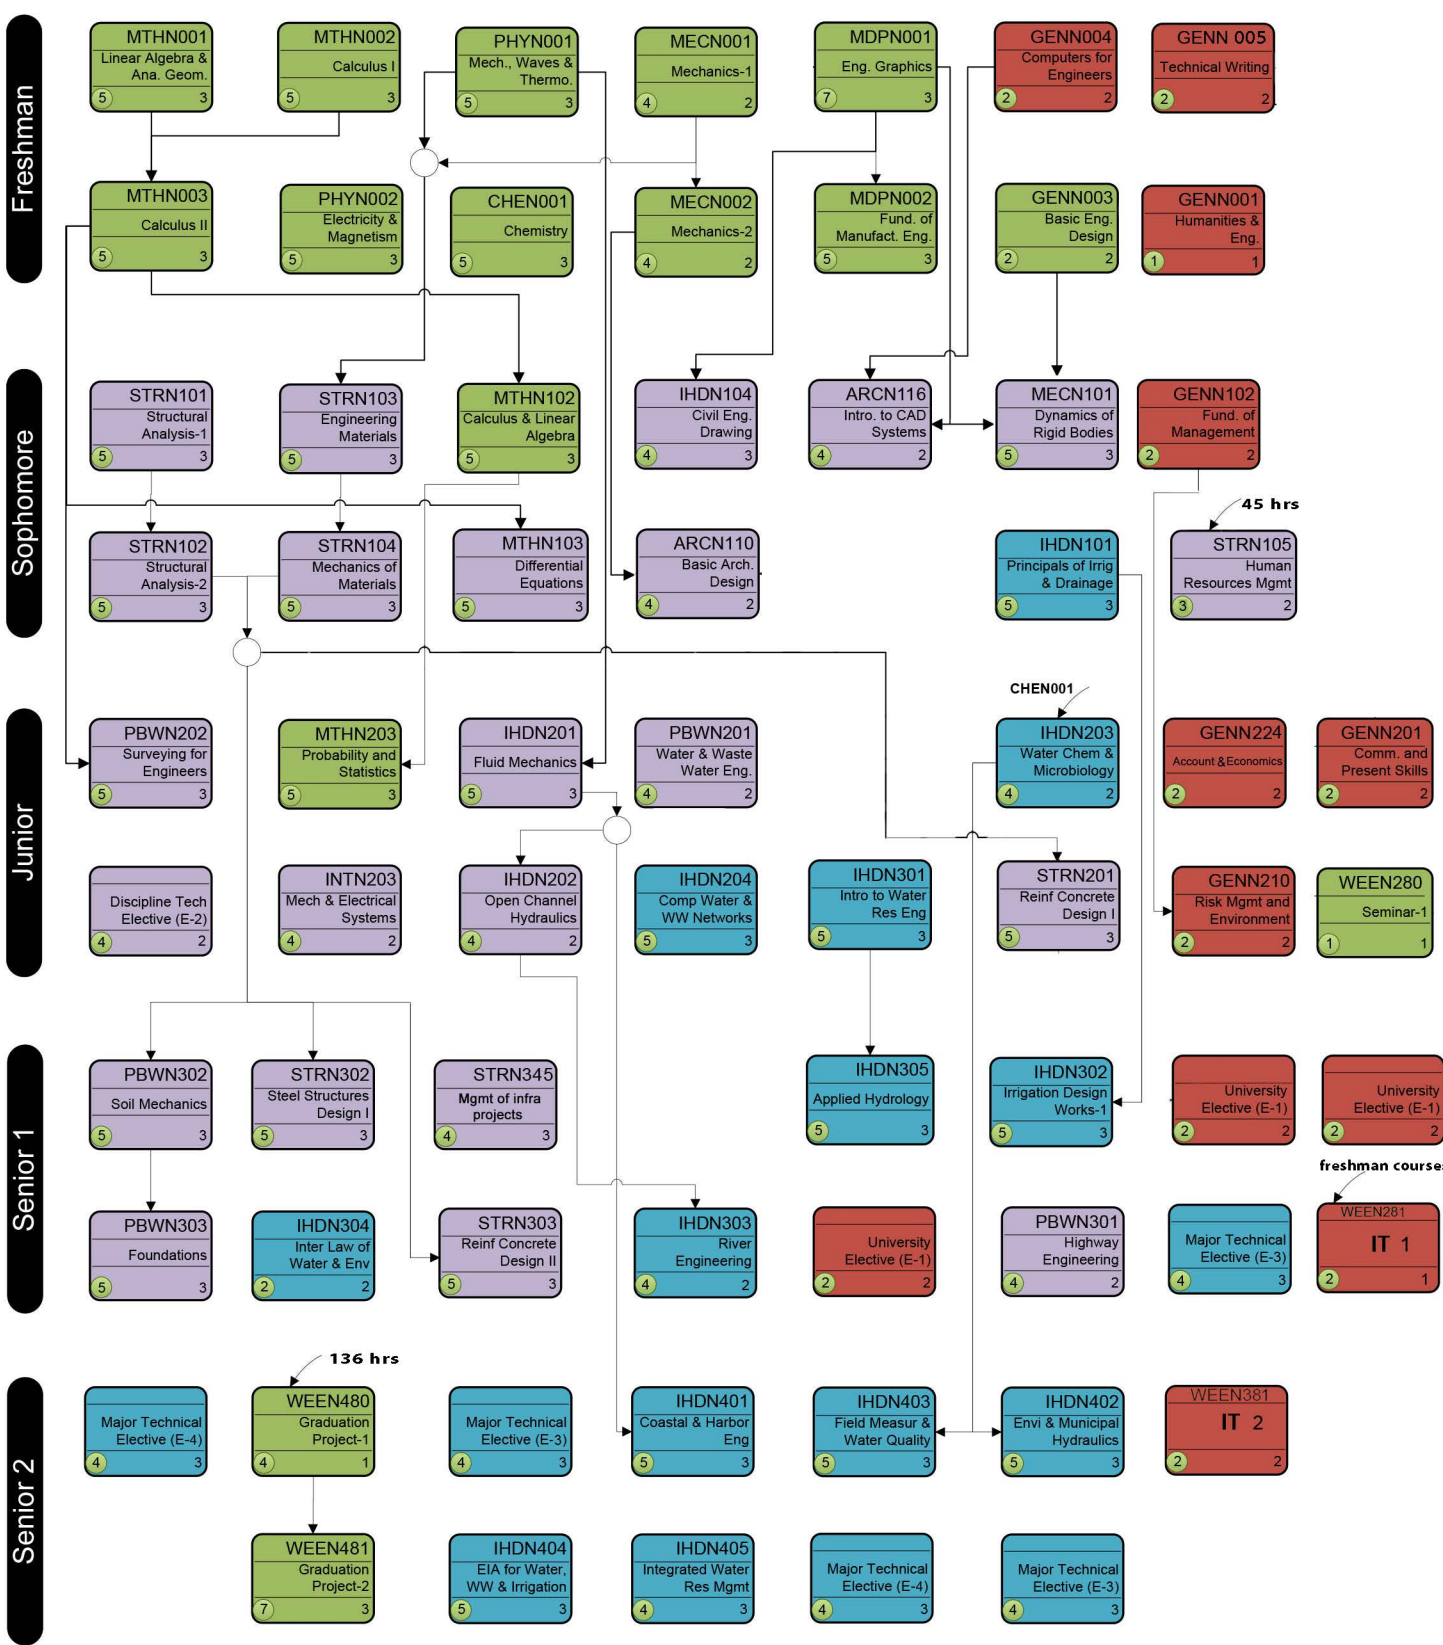 Freshman
MTHN001
Linear Algebra &
Ana. Geom.
5 3
MTHN002
Calculus I
5 3
PHYN001
Mech., Waves &
Thermo.
5 3
MECN001
Mechanics-1
4 2
MDPN001
Eng. Graphics
7 3
GENN004
Computers for
Engineers
2 2
GENN 005
Technical Writing
2 2
MTHN003
Calculus II
5 3
PHYN002
Electricity &
Magnetism
5 3
CHEN001
Chemistry
5 3
MECN002
Mechanics-2
4 2
MDPN002
Fund. of
Manufact. Eng.
5 3
GENN003
Basic Eng.
Design
2 2
GENN001
Humanities &
Eng.
1 1
Sophomore
STRN101
Structural
Analysis-1
5 3
STRN103
Engineering
Materials
5 3
MTHN102
Calculus & Linear
Algebra
5 3
IHDN104
Civil Eng.
Drawing
4 3
ARCN116
Intro. to CAD
Systems
4 2
MECN101
Dynamics of
Rigid Bodies
5 3
GENN102
Fund. of
Management
2 2
45 hrs
STRN102
Structural
Analysis-2
5 3
STRN104
Mechanics of
Materials
5 3
MTHN103
Differential
Equations
5 3
ARCN110
Basic Arch.
Design
4 2
IHDN101
Principals of Irrig
& Drainage
5 3
STRN105
Human
Resources Mgmt
3 2
Junior
CHEN001
PBWN202
Surveying for
Engineers
5 3
MTHN203
Probability and
Statistics
5 3
IHDN201
Fluid Mechanics
5 3
PBWN201
Water & Waste
Water Eng.
4 2
IHDN203
Water Chem &
Microbiology
4 2
GENN224
Account & Economics
2 2
GENN201
Comm. and
Present Skills
2 2
Discipline Tech
Elective (E-2)
4 2
INTN203
Mech & Electrical
Systems
4 2
IHDN202
Open Channel
Hydraulics
4 2
IHDN204
Comp Water &
WW Networks
5 3
IHDN301
Intro to Water
Res Eng
5 3
STRN201
Reinf Concrete
Design I
5 3
GENN210
Risk Mgmt and
Environment
2 2
WEEN280
Seminar-1
1 1
Senior 1
PBWN302
Soil Mechanics
5 3
STRN302
Steel Structures
Design I
5 3
STRN345
Mgmt of infra
projects
4 3
IHDN305
Applied Hydrology
5 3
IHDN302
Irrigation Design
Works-1
5 3
University
Elective (E-1)
2 2
University
Elective (E-1)
2 2
freshman courses
PBWN303
Foundations
5 3
IHDN304
Inter Law of
Water & Env
2 2
STRN303
Reinf Concrete
Design II
5 3
IHDN303
River
Engineering
4 2
University
Elective (E-1)
2 2
PBWN301
Highway
Engineering
4 2
Major Technical
Elective (E-3)
4 3
WEEN281
IT 1
2 1
Senior 2
136 hrs
Major Technical
Elective (E-4)
4 3
WEEN480
Graduation
Project-1
4 1
Major Technical
Elective (E-3)
4 3
IHDN401
Coastal & Harbor
Eng
5 3
IHDN403
Field Measur &
Water Quality
5 3
IHDN402
Envi & Municipal
Hydraulics
5 3
WEEN381
IT 2
2 2
WEEN481
Graduation
Project-2
7 3
IHDN404
EIA for Water,
WW & Irrigation
5 3
IHDN405
Integrated Water
Res Mgmt
4 3
Major Technical
Elective (E-4)
4 3
Major Technical
Elective (E-3)
4 3